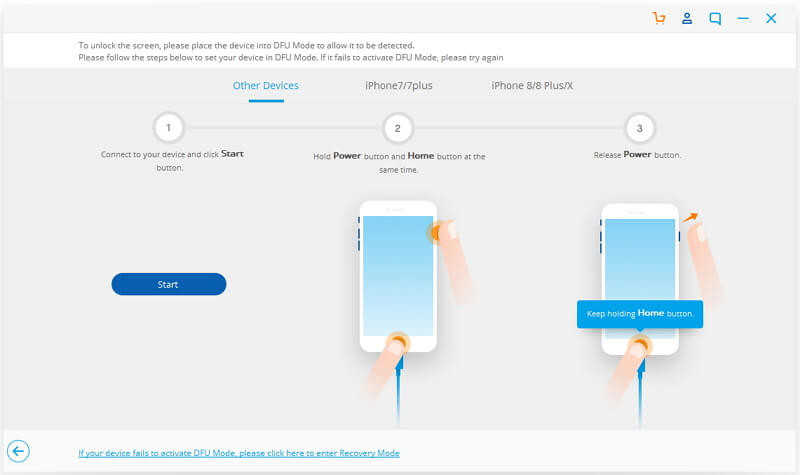 To unlock the screen, please place the device into DFU Mode to allow it to be detected.
Please follow the steps below to set your device in DFU Mode. If it fails to activate DFU Mode, please try again
Other Devices
iPhone7/7plus
iPhone 8/8 Plus/X
1
2
3
Connect to your device and click Start
button.
Hold Power button and Home button at the
same time.
Release Power button.
Start
Keep holding Home button.
If your device fails to activate DFU Mode, please click here to enter Recovery Mode